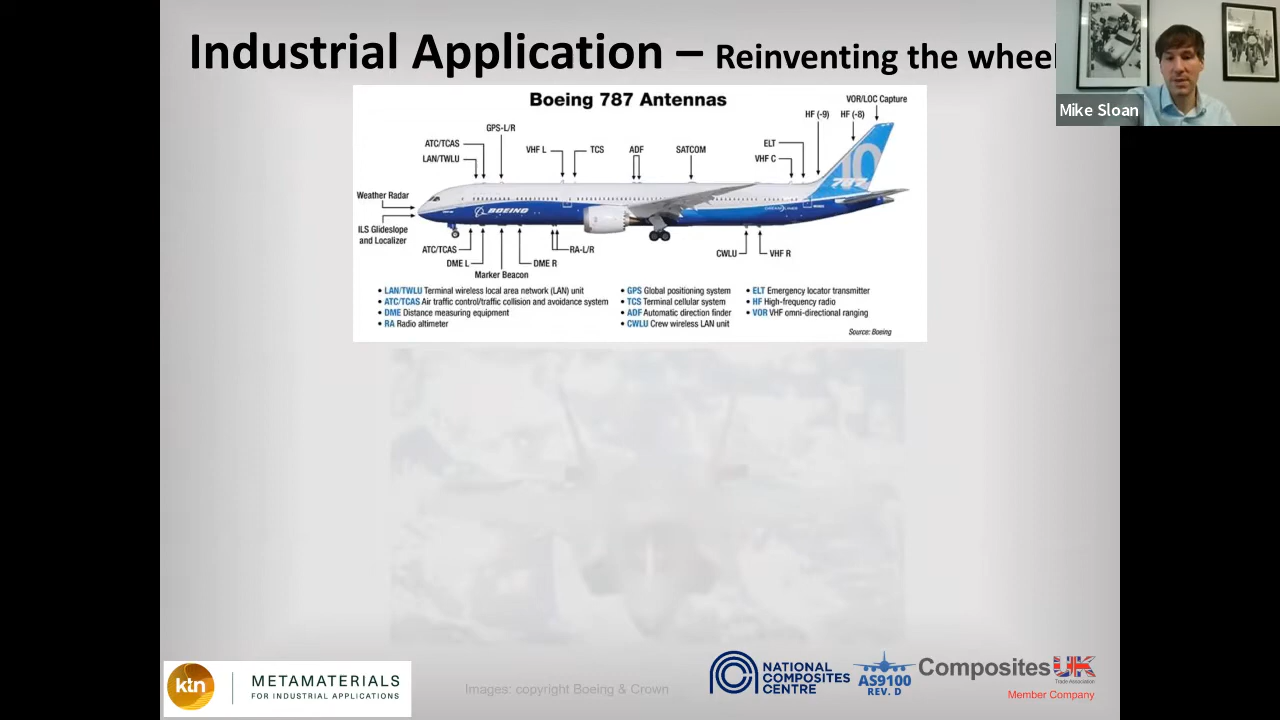 Industrial Application – Reinventing the wheel
Mike Sloan
Boeing 787 Antennas
VOR/LOC Capture
HF (-9)
HF (-8)
GPS-L/R
ATC/TCAS
VHF L
TCS
ADF
SATCOM
ELT
LAN/TWLU
VHF C
10
787
Weather Radar
BOEING
ILS Glideslope
and Localizer
ATC/TCAS
RA-L/R
CWLU
VHF R
DME L
DME R
Marker Beacon
• LAN/TWLU Terminal wireless local area network (LAN) unit
• ATC/TCAS Air traffic control/traffic collision and avoidance system
• DME Distance measuring equipment
• RA Radio altimeter
• GPS Global positioning system
• TCS Terminal cellular system
• ADF Automatic direction finder
• CWLU Crew wireless LAN unit
• ELT Emergency locator transmitter
• HF High-frequency radio
• VOR VHF omni-directional ranging
Source: Boeing
ktn
METAMATERIALS
FOR INDUSTRIAL APPLICATIONS
Images: copyright Boeing & Crown
NATIONAL
COMPOSITES
CENTRE
AS9100
REV. D
Composites UK
Trade Association
Member Company